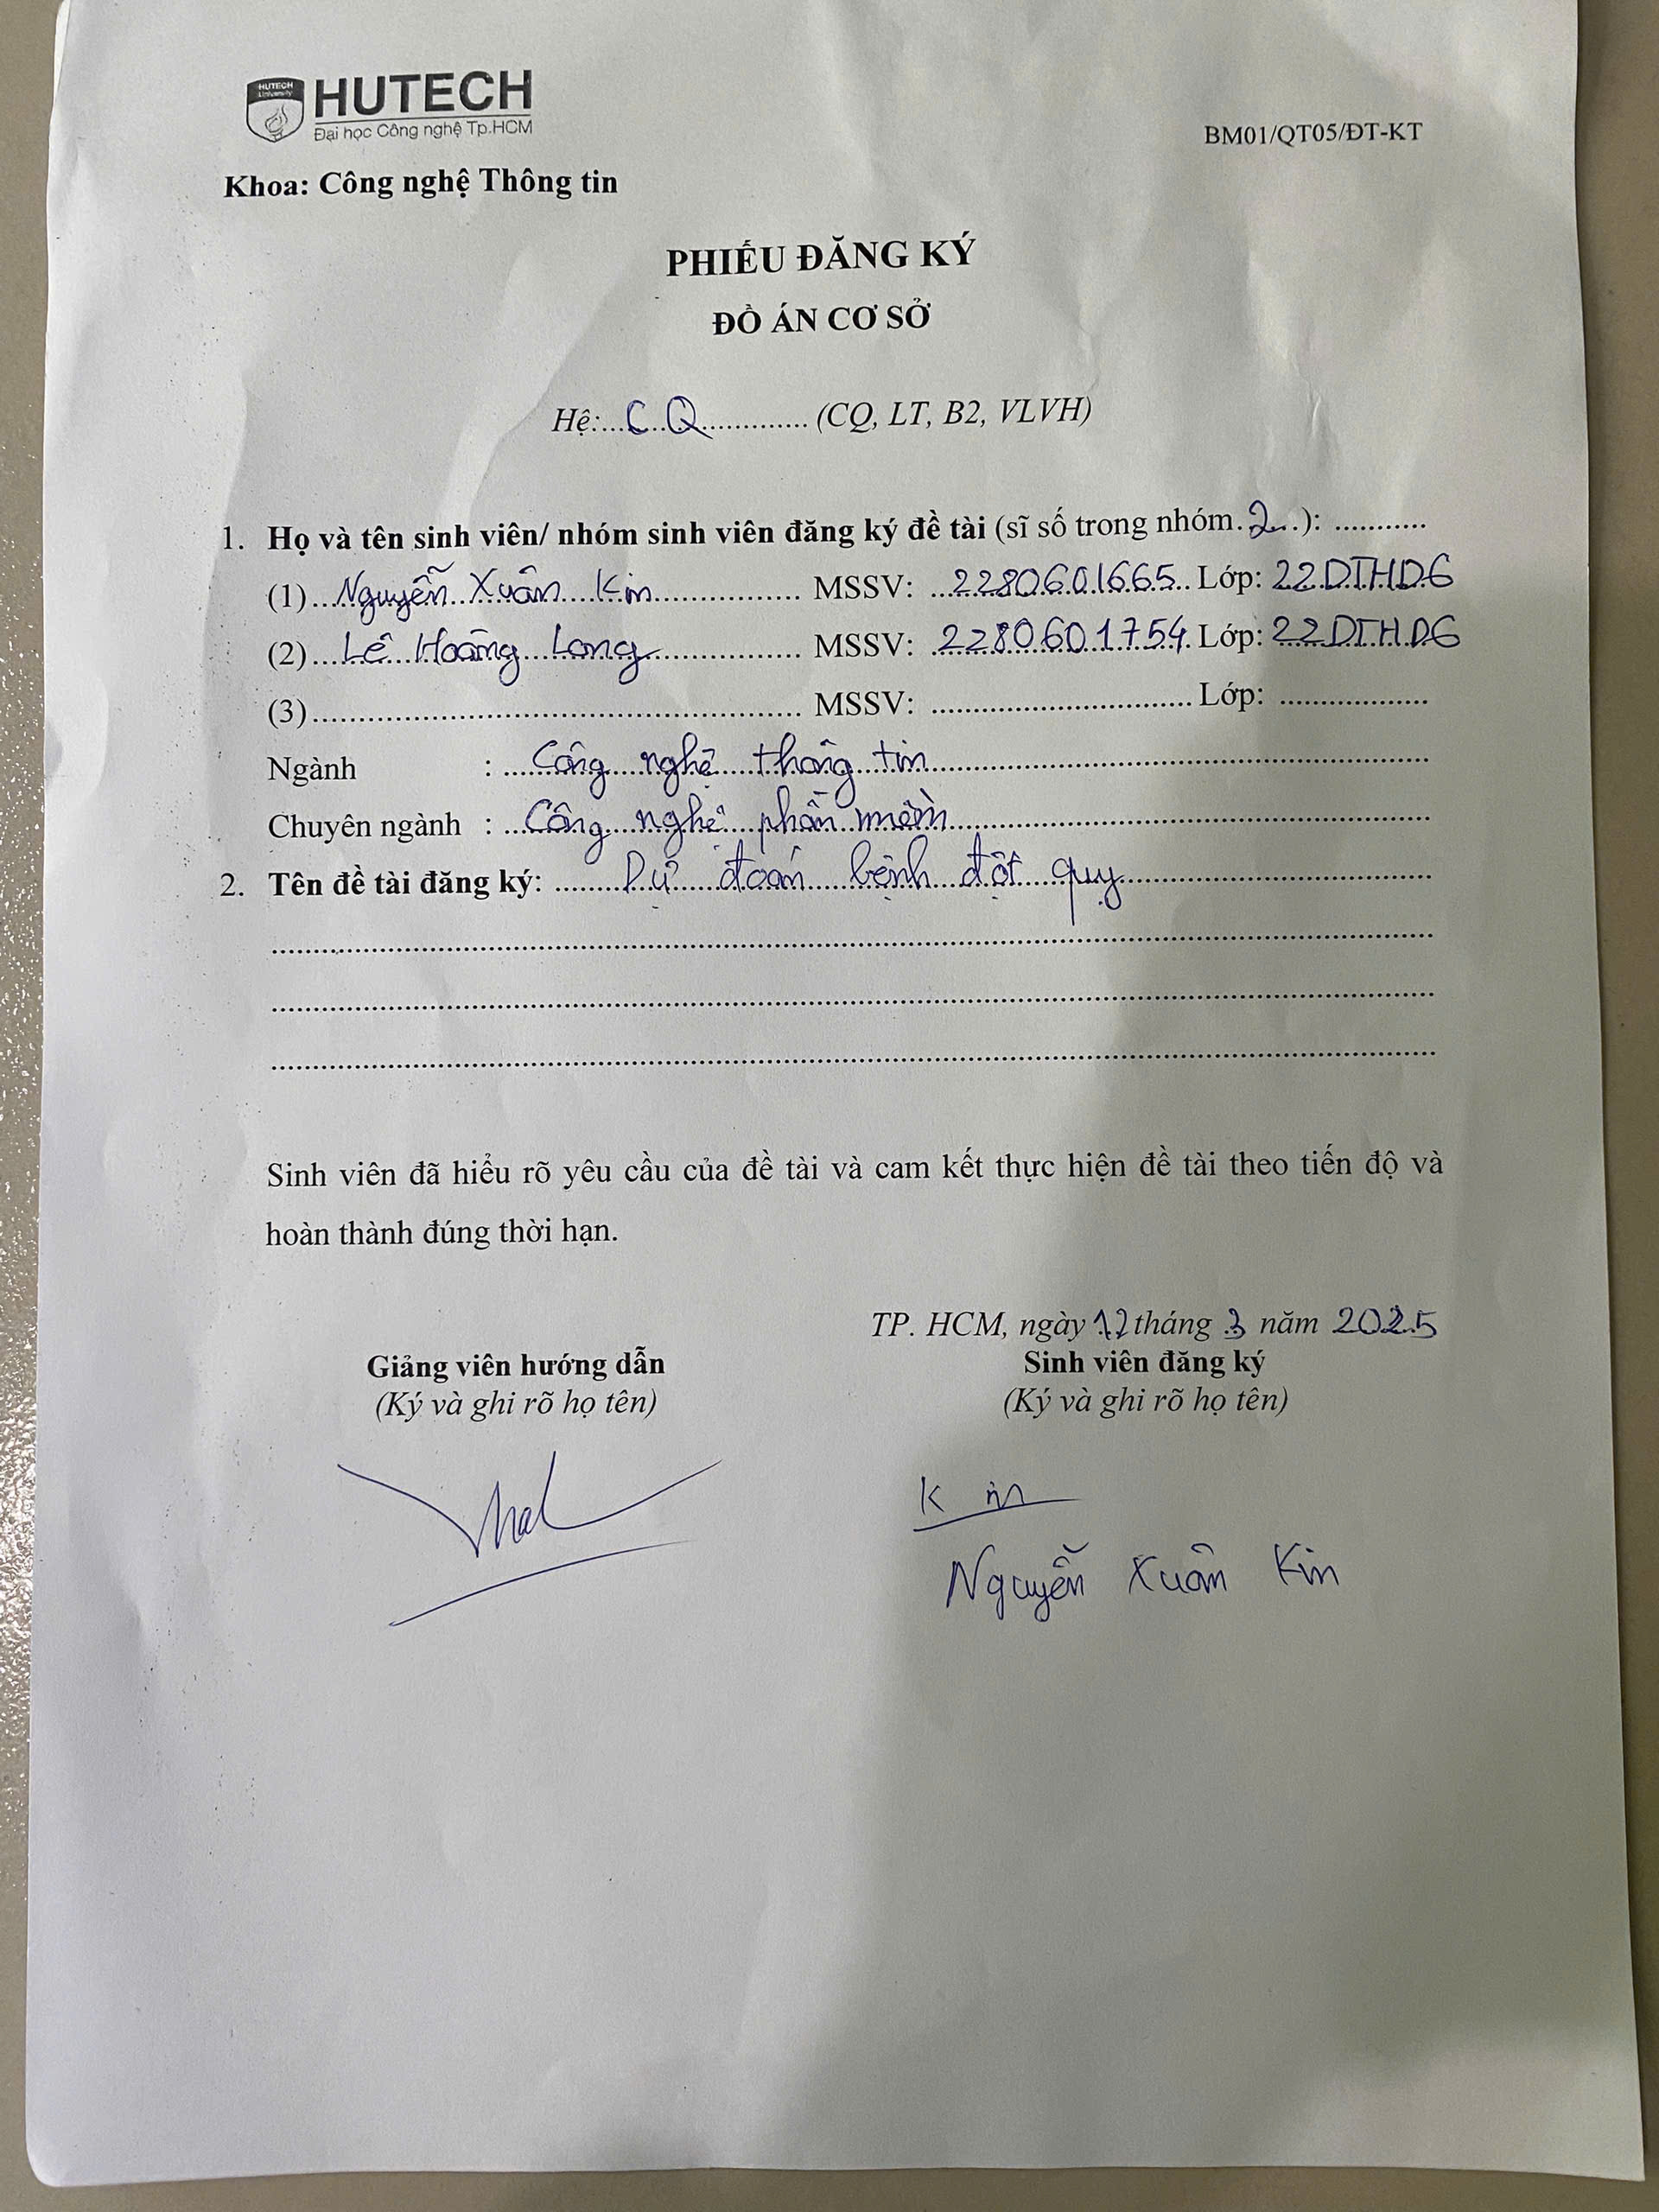 HUTECH
University
HUTECH
Đại học Công nghệ Tp.HCM
BM01/QT05/ĐT-KT
Khoa: Công nghệ Thông tin
PHIẾU ĐĂNG KÝ
ĐỒ ÁN CƠ SỞ
Hệ:...CQ............. (CQ, LT, B2, VLVH)
1. Họ và tên sinh viên/ nhóm sinh viên đăng ký đề tài (sĩ số trong nhóm.2...): ...........
(1)...Nguyễn Xuân Kin................ MSSV: ...2280601665.. Lớp: 22DTHD6
(2)...Lê Hoàng Long................ MSSV: ..2280601754. Lớp: 22DTHD6
(3)..................................................... MSSV: ............................ Lớp: ................
Ngành : ...Công nghệ thông tin......................................................
Chuyên ngành : ...Công nghệ phần mềm....................................................
2. Tên đề tài đăng ký: ........Dự đoán bệnh đột quỵ.................................
Sinh viên đã hiểu rõ yêu cầu của đề tài và cam kết thực hiện đề tài theo tiến độ và
hoàn thành đúng thời hạn.
TP. HCM, ngày 12 tháng 3 năm 2025
Giảng viên hướng dẫn
(Ký và ghi rõ họ tên)
Sinh viên đăng ký
(Ký và ghi rõ họ tên)
Kin
Nguyễn Xuân Kin